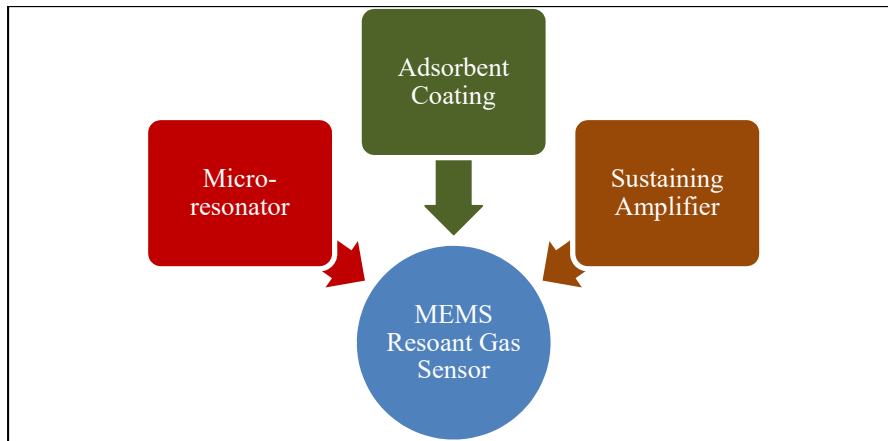 Adsorbent
Coating
Micro-
resonator
Sustaining
Amplifier
MEMS
Resoant Gas
Sensor